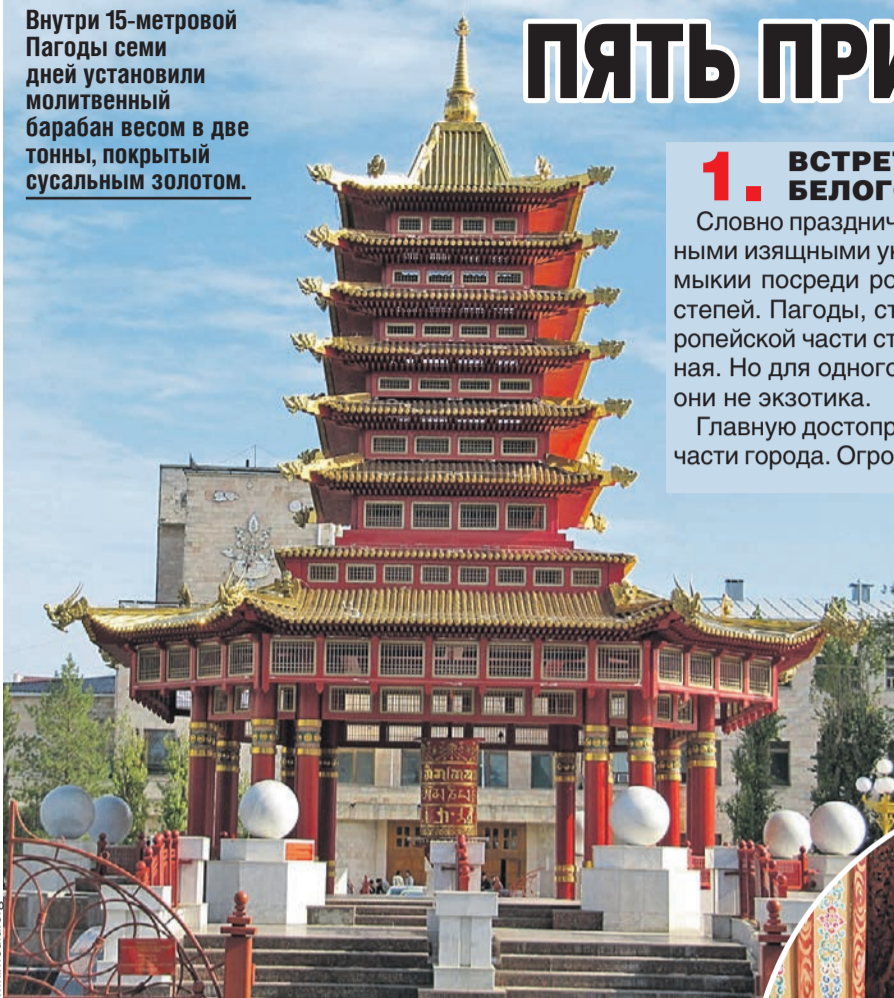 Внутри 15-метровой
Пагоды семи
дней установили
молитвенный
барабан весом в две
тонны, покрытый
сусальным золотом.
ПЯТЬ ПРИ
1. ВСТРЕ
БЕЛОГ
Словно празднич
ными изящными ук
мыкии посреди ро
степей. Пагоды, ст
ропейской части ст
ная. Но для одного
они не экзотика.
Главную достопр
части города. Огро